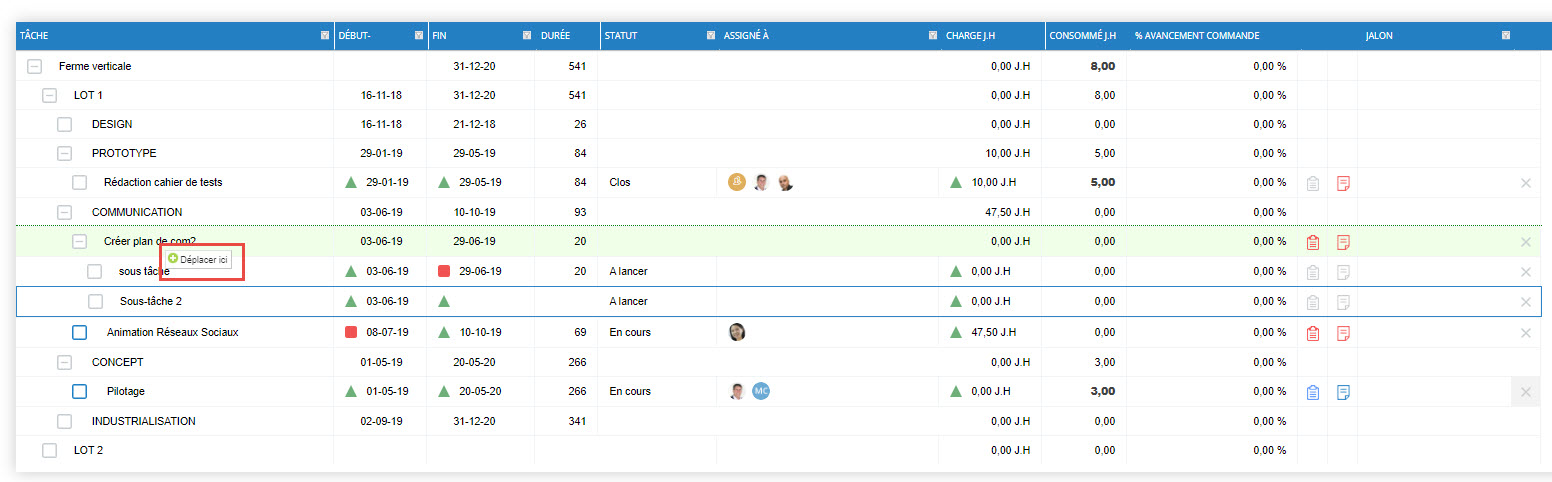 TÂCHE DÉBUT- FIN DURÉE STATUT ASSIGNÉ À CHARGE J.H CONSOMMÉ J.H % AVANCEMENT COMMANDE JALON
Ferme verticale 31-12-20 541 0,00 J.H 8,00 0,00 %
LOT 1 16-11-18 31-12-20 541 0,00 J.H 8,00 0,00 %
DESIGN 16-11-18 21-12-18 26 0,00 J.H 0,00 0,00 %
PROTOTYPE 29-01-19 29-05-19 84 10,00 J.H 5,00 0,00 %
Rédaction cahier de tests 29-01-19 29-05-19 84 Clos 10,00 J.H 5,00 0,00 %
COMMUNICATION 03-06-19 10-10-19 93 47,50 J.H 0,00 0,00 %
Créer plan de com2 03-06-19 29-06-19 20 0,00 J.H 0,00 0,00 %
Déplacer ici
sous tâche 03-06-19 29-06-19 20 A lancer 0,00 J.H 0,00 0,00 %
Sous-tâche 2 03-06-19 A lancer 0,00 J.H 0,00 0,00 %
Animation Réseaux Sociaux 08-07-19 10-10-19 69 En cours 47,50 J.H 0,00 0,00 %
CONCEPT 01-05-19 20-05-20 266 0,00 J.H 3,00 0,00 %
Pilotage 01-05-19 20-05-20 266 En cours MC 0,00 J.H 3,00 0,00 %
INDUSTRIALISATION 02-09-19 31-12-20 341 0,00 J.H 0,00 0,00 %
LOT 2 0,00 J.H 0,00 0,00 %